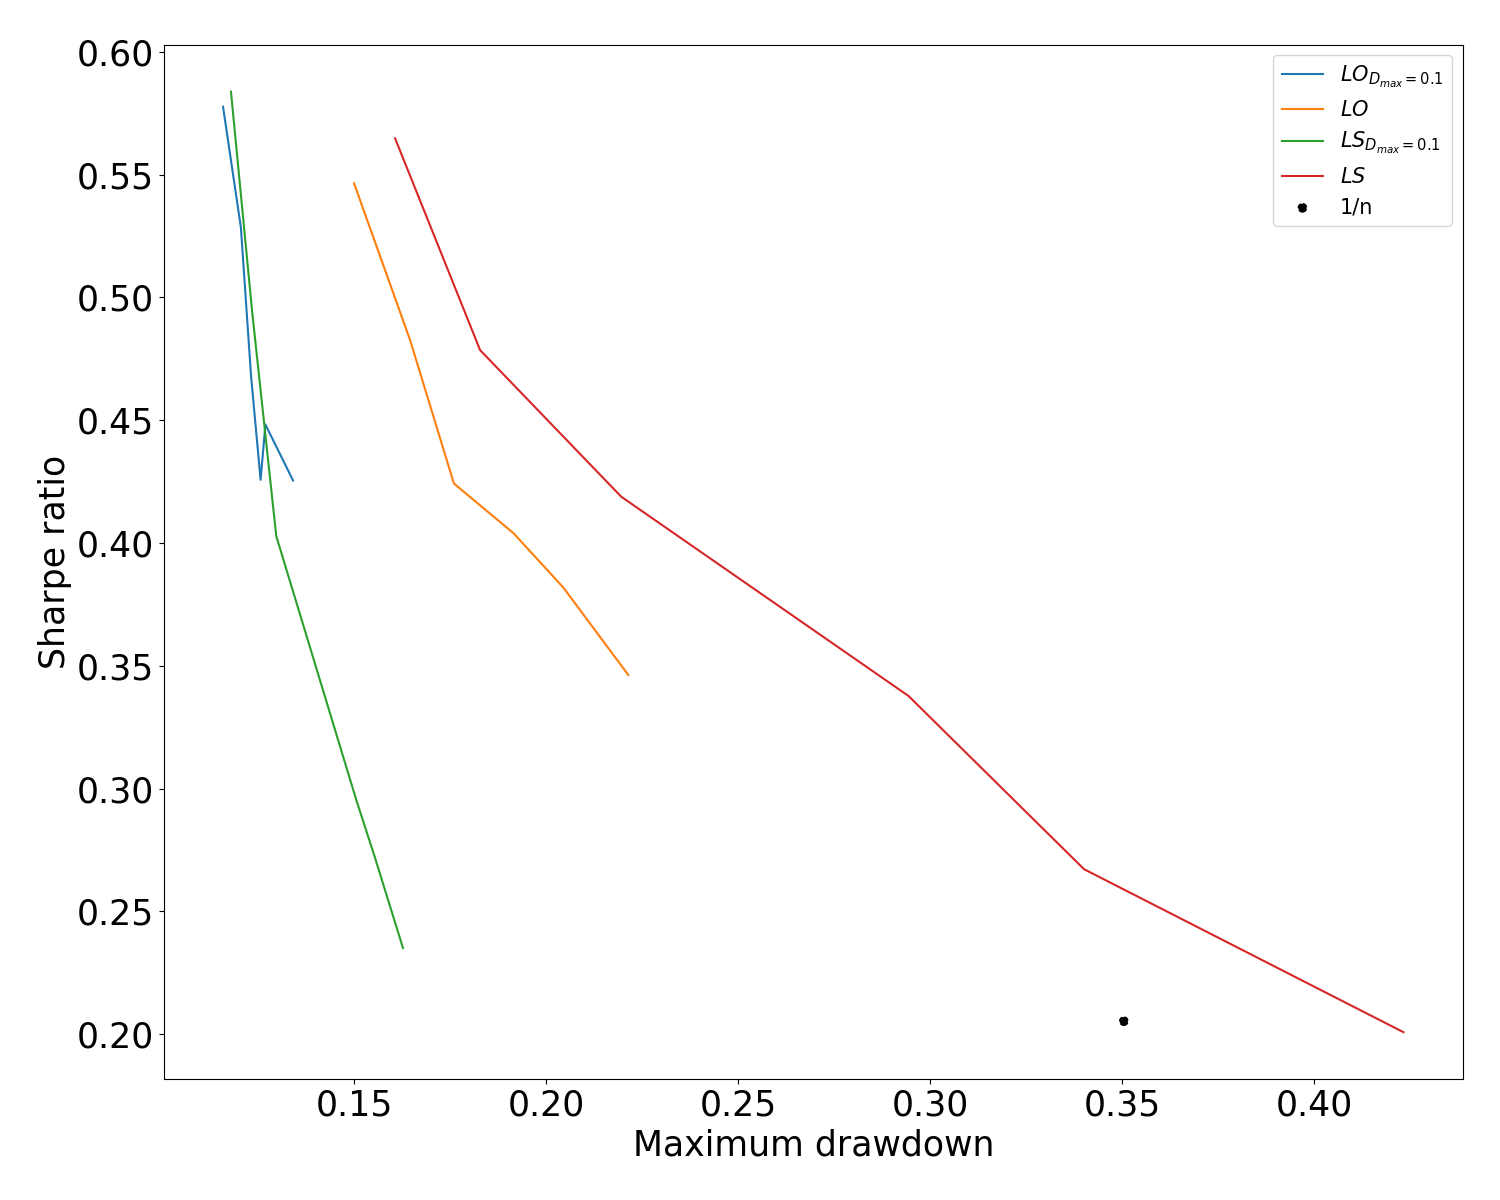 0.60
0.55
0.50
0.45
0.40
0.35
0.30
0.25
0.20
Sharpe ratio
0.15 0.20 0.25 0.30 0.35 0.40
Maximum drawdown
LO_{D_{max}=0.1}
LO
LS_{D_{max}=0.1}
LS
1/n